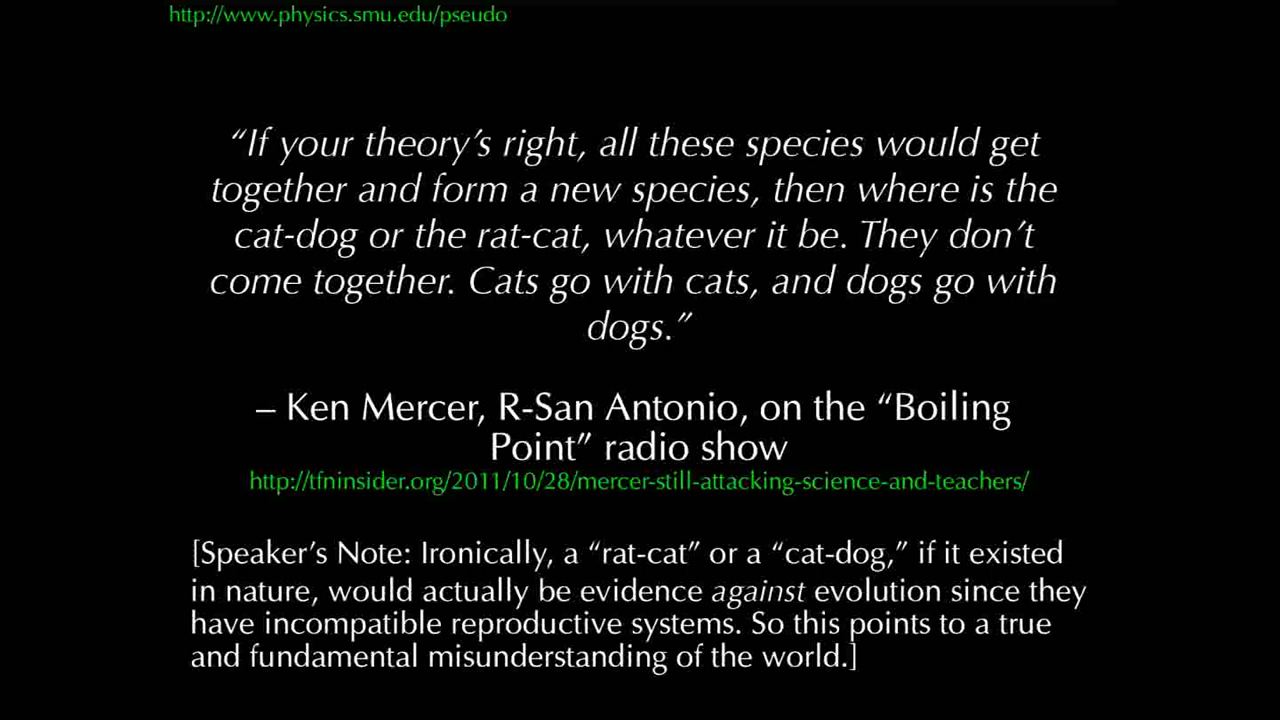 http://www.physics.smu.edu/pseudo
“If your theory’s right, all these species would get
together and form a new species, then where is the
cat-dog or the rat-cat, whatever it be. They don’t
come together. Cats go with cats, and dogs go with
dogs.”
– Ken Mercer, R-San Antonio, on the “Boiling
Point” radio show
http://tfninsider.org/2011/10/28/mercer-still-attacking-science-and-teachers/
[Speaker’s Note: Ironically, a “rat-cat” or a “cat-dog,” if it existed
in nature, would actually be evidence against evolution since they
have incompatible reproductive systems. So this points to a true
and fundamental misunderstanding of the world.]